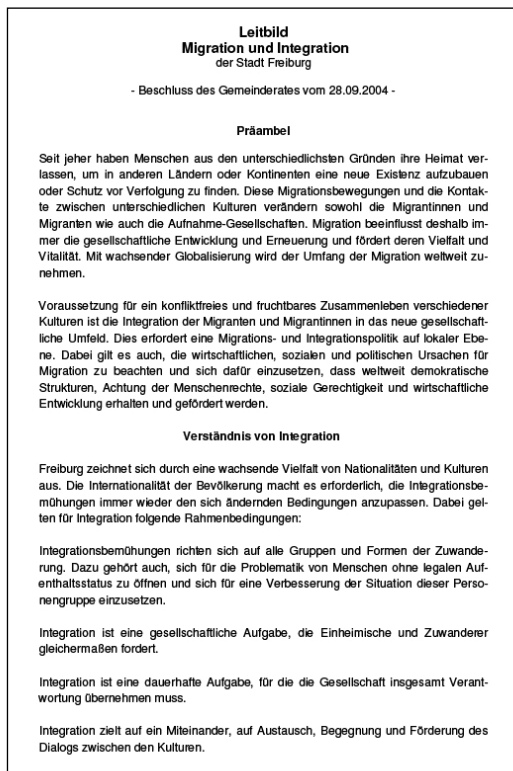 Leitbild
Migration und Integration
der Stadt Freiburg
- Beschluss des Gemeinderates vom 28.09.2004 -
Präambel
Seit jeher haben Menschen aus den unterschiedlichsten Gründen ihre Heimat ver-
lassen, um in anderen Ländern oder Kontinenten eine neue Existenz aufzubauen
oder Schutz vor Verfolgung zu finden. Diese Migrationsbewegungen und die Kontak-
te zwischen unterschiedlichen Kulturen verändern sowohl die Migrantinnen und
Migranten wie auch die Aufnahme-Gesellschaften. Migration beeinflusst deshalb im-
mer die gesellschaftliche Entwicklung und Erneuerung und fördert deren Vielfalt und
Vitalität. Mit wachsender Globalisierung wird der Umfang der Migration weltweit zu-
nehmen.
Voraussetzung für ein konfliktfreies und fruchtbares Zusammenleben verschiedener
Kulturen ist die Integration der Migranten und Migrantinnen in das neue gesellschaft-
liche Umfeld. Dies erfordert eine Migrations- und Integrationspolitik auf lokaler Ebe-
ne. Dabei gilt es auch, die wirtschaftlichen, sozialen und politischen Ursachen für
Migration zu beachten und sich dafür einzusetzen, dass weltweit demokratische
Strukturen, Achtung der Menschenrechte, soziale Gerechtigkeit und wirtschaftliche
Entwicklung erhalten und gefördert werden.
Verständnis von Integration
Freiburg zeichnet sich durch eine wachsende Vielfalt von Nationalitäten und Kulturen
aus. Die Internationalität der Bevölkerung macht es erforderlich, die Integrationsbe-
mühungen immer wieder den sich ändernden Bedingungen anzupassen. Dabei gel-
ten für Integration folgende Rahmenbedingungen:
Integrationsbemühungen richten sich auf alle Gruppen und Formen der Zuwande-
rung. Dazu gehört auch, sich für die Problematik von Menschen ohne legalen Auf-
enthaltsstatus zu öffnen und sich für eine Verbesserung der Situation dieser Perso-
nengruppe einzusetzen.
Integration ist eine gesellschaftliche Aufgabe, die Einheimische und Zuwanderer
gleichermaßen fordert.
Integration ist eine dauerhafte Aufgabe, für die die Gesellschaft insgesamt Verant-
wortung übernehmen muss.
Integration zielt auf ein Miteinander, auf Austausch, Begegnung und Förderung des
Dialogs zwischen den Kulturen.